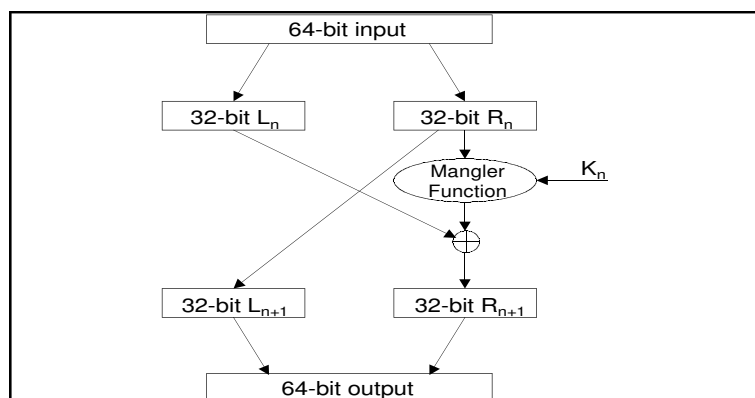 64-bit input
32-bit Lₙ 32-bit Rₙ
Mangler
Function
Kₙ
32-bit Lₙ₊₁ 32-bit Rₙ₊₁
64-bit output